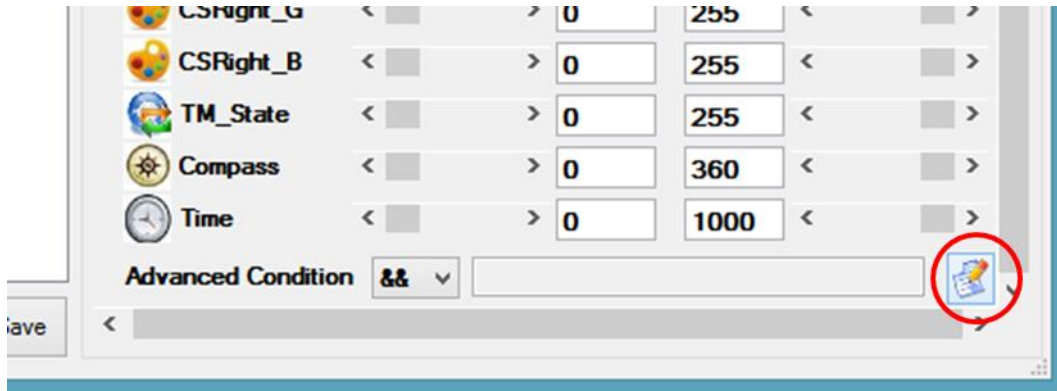 CSRight_G 0 255
CSRight_B 0 255
TM_State 0 255
Compass 0 360
Time 0 1000
Advanced Condition &&
ave